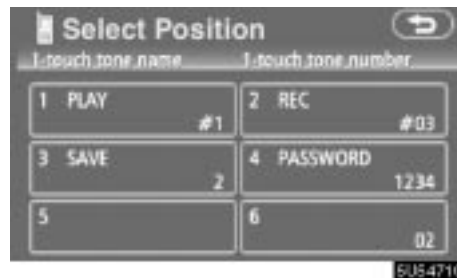 Select Position
1-touch tone name 1-touch tone number
1 PLAY
#1
2 REC
#03
3 SAVE
2
4 PASSWORD
1234
5
6
02